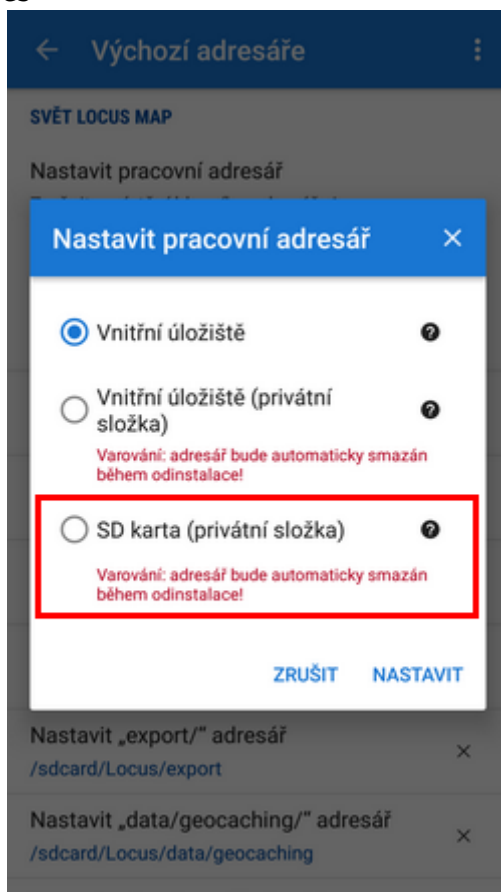 Výchozí adresáře
SVĚT LOCUS MAP
Nastavit pracovní adresář
Nastavit pracovní adresář
Vnitřní úložiště
Vnitřní úložiště (privátní
složka)
Varování: adresář bude automaticky smazán
během odinstalace!
SD karta (privátní složka)
Varování: adresář bude automaticky smazán
během odinstalace!
ZRUŠIT NASTAVIT
Nastavit „export/" adresář
/sdcard/Locus/export
Nastavit „data/geocaching/" adresář
/sdcard/Locus/data/geocaching